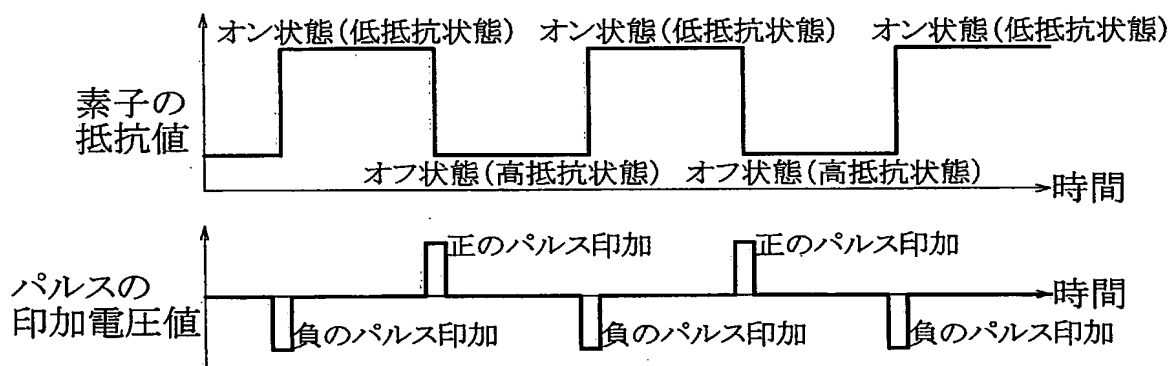 オン状態(低抵抗状態) オン状態(低抵抗状態) オン状態(低抵抗状態)
素子の
抵抗値
オフ状態(高抵抗状態) オフ状態(高抵抗状態)
時間
正のパルス印加 正のパルス印加
パルスの
印加電圧値
時間
負のパルス印加 負のパルス印加 負のパルス印加